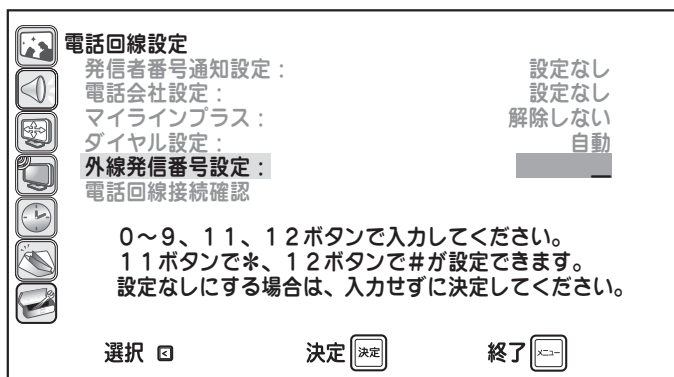 電話回線設定
発信者番号通知設定： 設定なし
電話会社設定： 設定なし
マイラインプラス： 解除しない
ダイヤル設定： 自動
外線発信番号設定： _
電話回線接続確認
０～９、１１、１２ボタンで入力してください。
１１ボタンで＊、１２ボタンで＃が設定できます。
設定なしにする場合は、入力せずに決定してください。
選択 決定 決定 終了 メニュー